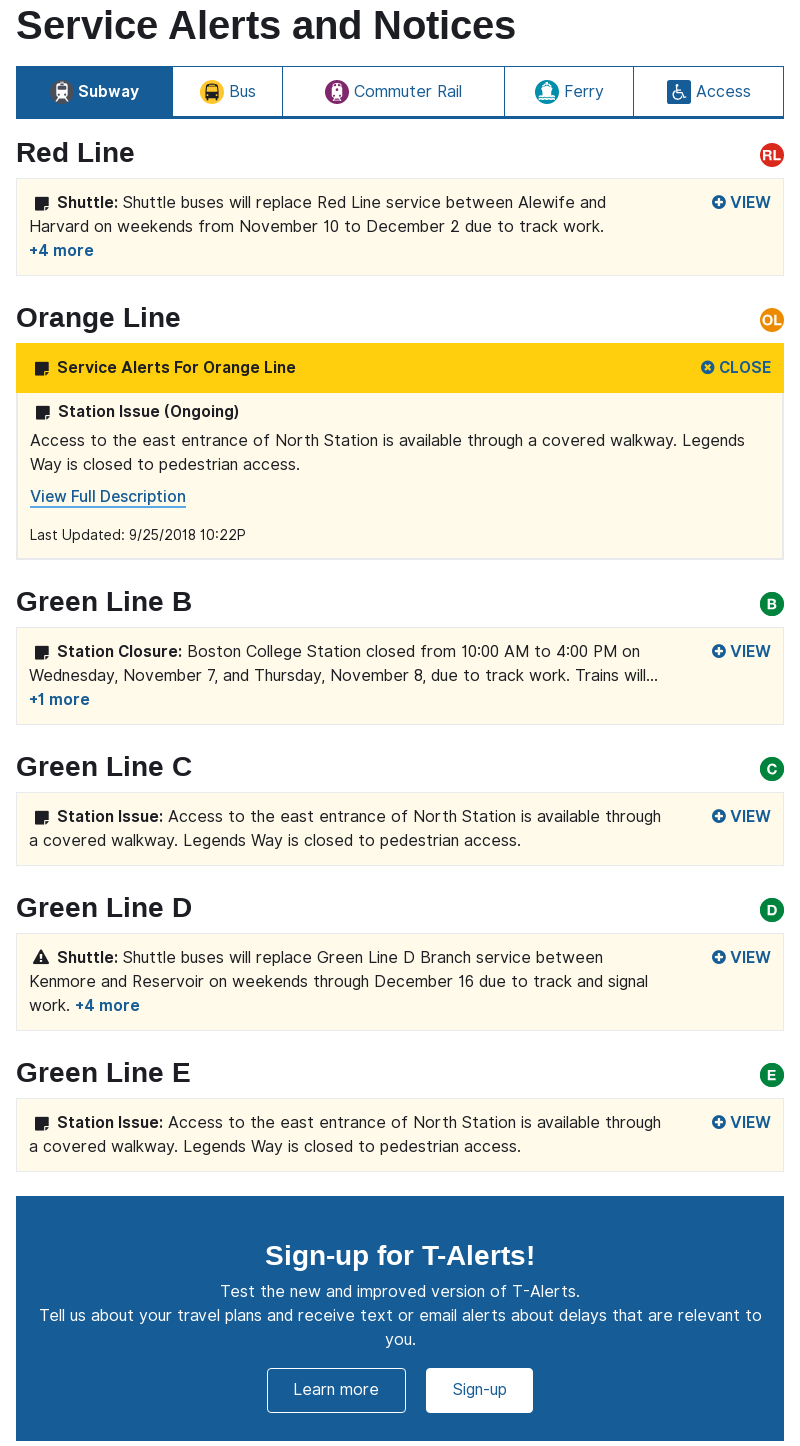 Service Alerts and Notices
Subway Bus Commuter Rail Ferry Access
Red Line RL
Shuttle: Shuttle buses will replace Red Line service between Alewife and VIEW
Harvard on weekends from November 10 to December 2 due to track work.
+4 more
Orange Line OL
Service Alerts For Orange Line CLOSE
Station Issue (Ongoing)
Access to the east entrance of North Station is available through a covered walkway. Legends
Way is closed to pedestrian access.
View Full Description
Last Updated: 9/25/2018 10:22P
Green Line B B
Station Closure: Boston College Station closed from 10:00 AM to 4:00 PM on VIEW
Wednesday, November 7, and Thursday, November 8, due to track work. Trains will...
+1 more
Green Line C C
Station Issue: Access to the east entrance of North Station is available through VIEW
a covered walkway. Legends Way is closed to pedestrian access.
Green Line D D
Shuttle: Shuttle buses will replace Green Line D Branch service between VIEW
Kenmore and Reservoir on weekends through December 16 due to track and signal
work. +4 more
Green Line E E
Station Issue: Access to the east entrance of North Station is available through VIEW
a covered walkway. Legends Way is closed to pedestrian access.
Sign-up for T-Alerts!
Test the new and improved version of T-Alerts.
Tell us about your travel plans and receive text or email alerts about delays that are relevant to
you.
Learn more Sign-up